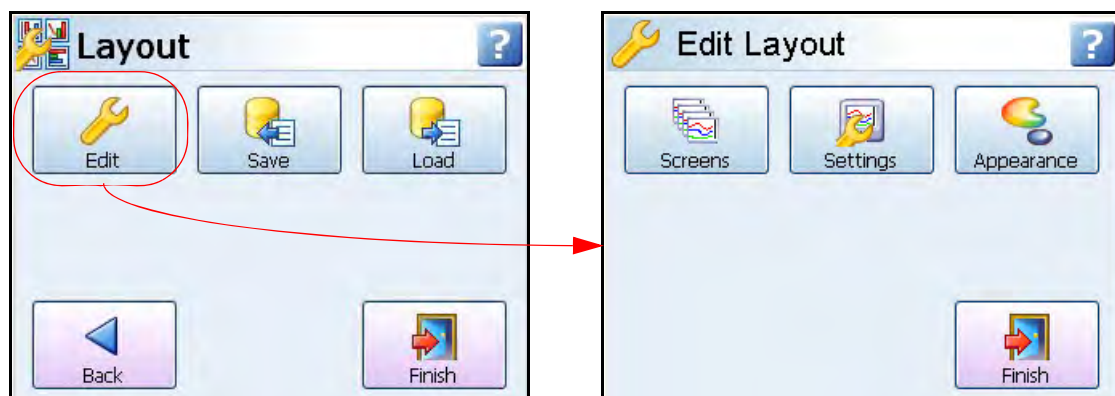 Layout
?
Edit
Save
Load
Back
Finish
Edit Layout
?
Screens
Settings
Appearance
Finish